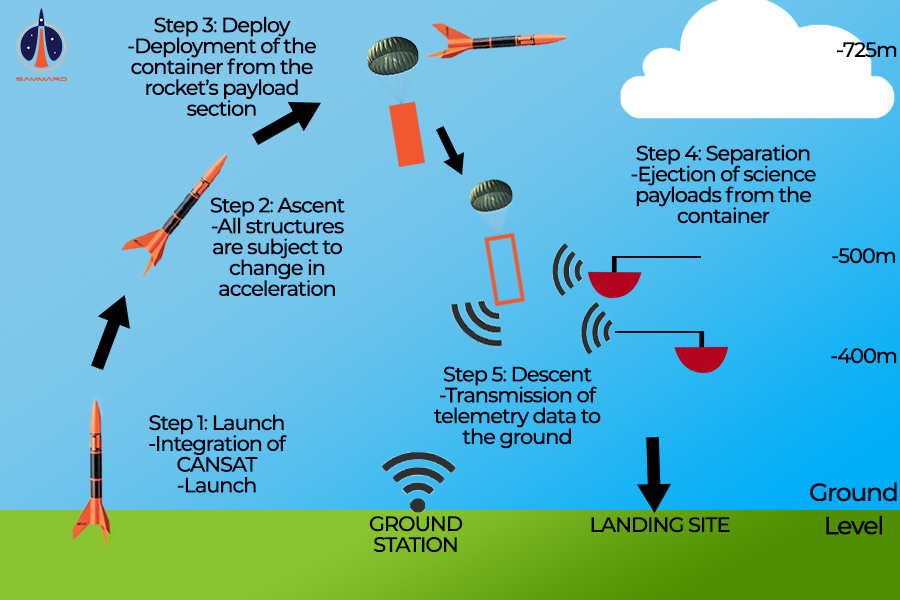 SAMMARD
Step 3: Deploy
-Deployment of the
container from the
rocket's payload
section
-725m
Step 4: Separation
-Ejection of science
payloads from the
container
Step 2: Ascent
-All structures
are subject to
change in
acceleration
-500m
-400m
Step 5: Descent
-Transmission of
telemetry data to
the ground
Step 1: Launch
-Integration of
CANSAT
-Launch
Ground
Level
GROUND
STATION
LANDING SITE